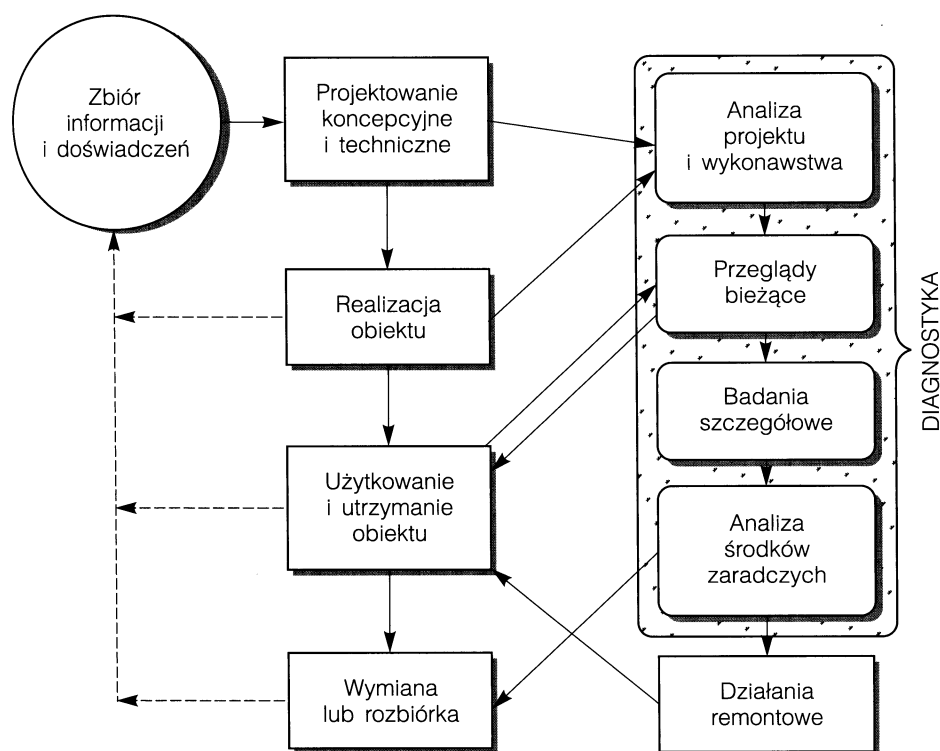 Zbiór
informacji
i doświadczeń
Projektowanie
koncepcyjne
i techniczne
Realizacja
obiektu
Użytkowanie
i utrzymanie
obiektu
Wymiana
lub rozbiórka
Analiza
projektu
i wykonawstwa
Przeglądy
bieżące
Badania
szczegółowe
Analiza
środków
zaradczych
Działania
remontowe
DIAGNOSTYKA